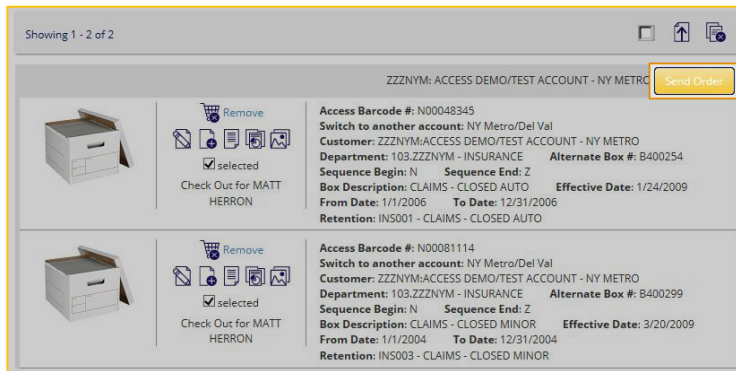 Showing 1 - 2 of 2
ZZZNYM: ACCESS DEMO/TEST ACCOUNT - NY METRO
Send Order
Remove
selected
Check Out for MATT
HERRON
Access Barcode #: N00048345
Switch to another account: NY Metro/Del Val
Customer: ZZZNYM:ACCESS DEMO/TEST ACCOUNT - NY METRO
Department: 103.ZZZNYM - INSURANCE Alternate Box #: B400254
Sequence Begin: N Sequence End: Z
Box Description: CLAIMS - CLOSED AUTO Effective Date: 1/24/2009
From Date: 1/1/2006 To Date: 12/31/2006
Retention: INS001 - CLAIMS - CLOSED AUTO
Remove
selected
Check Out for MATT
HERRON
Access Barcode #: N00081114
Switch to another account: NY Metro/Del Val
Customer: ZZZNYM:ACCESS DEMO/TEST ACCOUNT - NY METRO
Department: 103.ZZZNYM - INSURANCE Alternate Box #: B400299
Sequence Begin: N Sequence End: Z
Box Description: CLAIMS - CLOSED MINOR Effective Date: 3/20/2009
From Date: 1/1/2004 To Date: 12/31/2004
Retention: INS003 - CLAIMS - CLOSED MINOR